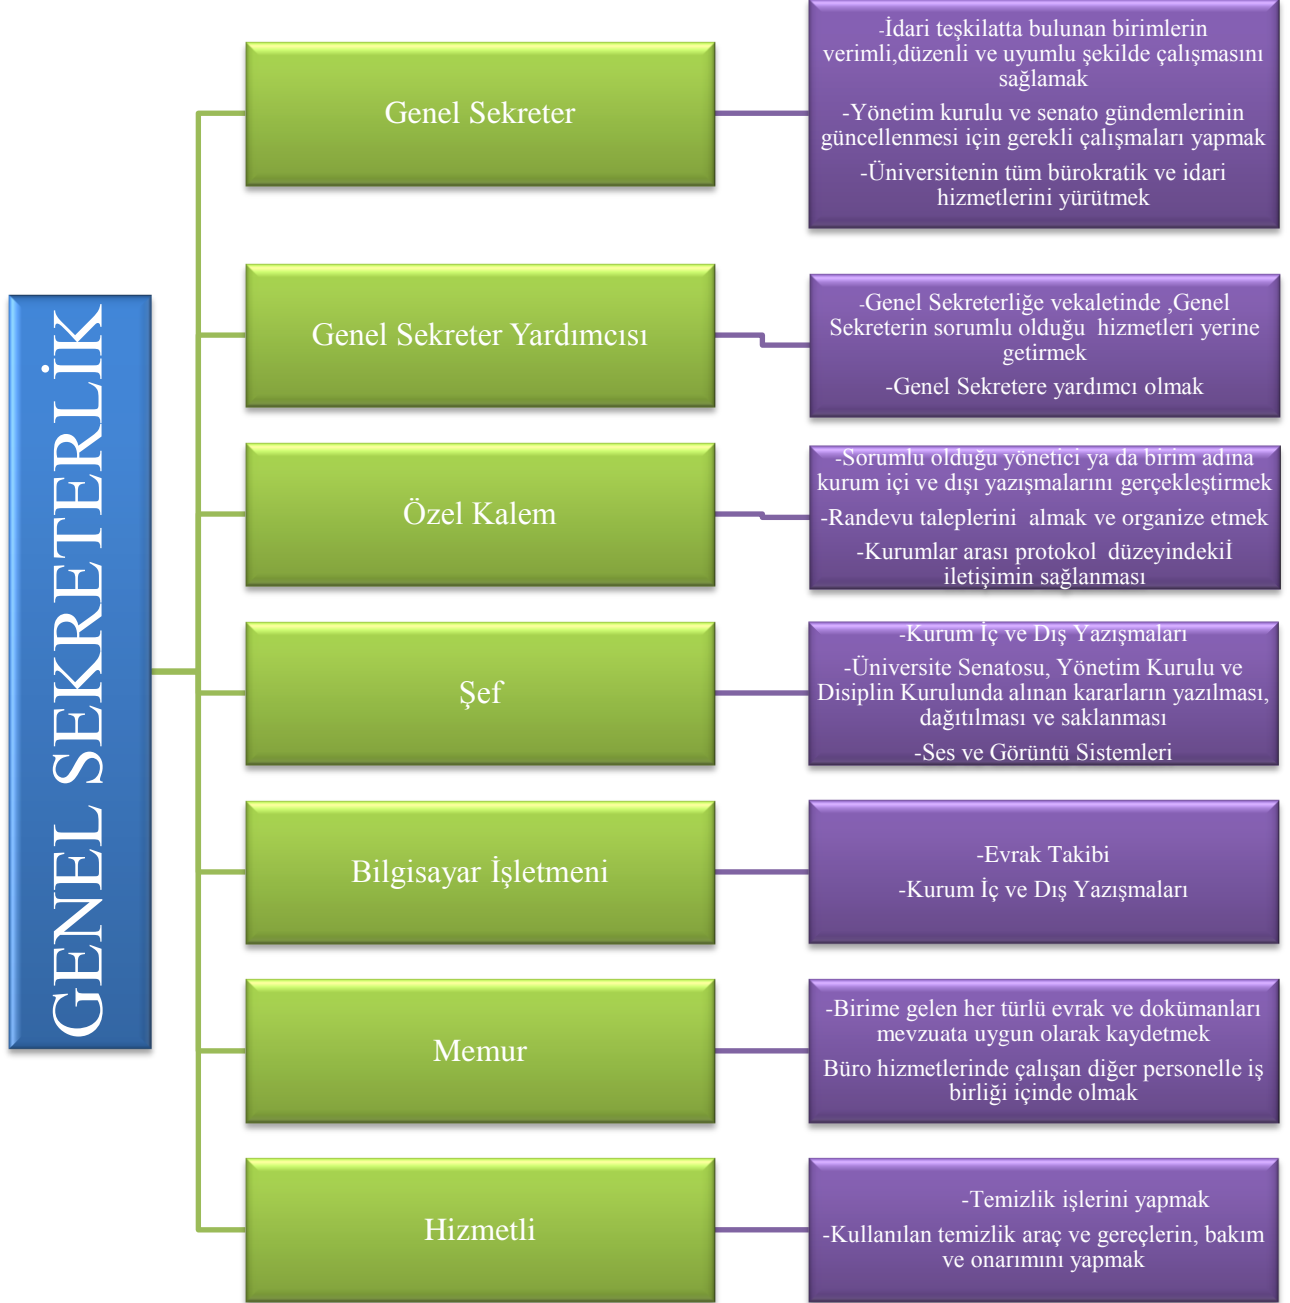 GENEL SEKRETERLİK
Genel Sekreter
-İdari teşkilatta bulunan birimlerin
verimli,düzenli ve uyumlu şekilde çalışmasını
sağlamak
-Yönetim kurulu ve senato gündemlerinin
güncellenmesi için gerekli çalışmaları yapmak
-Üniversitenin tüm bürokratik ve idari
hizmetlerini yürütmek
Genel Sekreter Yardımcısı
-Genel Sekreterliğe vekaletinde ,Genel
Sekreterin sorumlu olduğu  hizmetleri yerine
getirmek
-Genel Sekretere yardımcı olmak
Özel Kalem
-Sorumlu olduğu yönetici ya da birim adına
kurum içi ve dışı yazışmalarını gerçekleştirmek
-Randevu taleplerini  almak ve organize etmek
-Kurumlar arası protokol  düzeyindekiİ
iletişimin sağlanması
Şef
-Kurum İç ve Dış Yazışmaları
-Üniversite Senatosu, Yönetim Kurulu ve
Disiplin Kurulunda alınan kararların yazılması,
dağıtılması ve saklanması
-Ses ve Görüntü Sistemleri
Bilgisayar İşletmeni
-Evrak Takibi
-Kurum İç ve Dış Yazışmaları
Memur
-Birime gelen her türlü evrak ve dokümanları
mevzuata uygun olarak kaydetmek
Büro hizmetlerinde çalışan diğer personelle iş
birliği içinde olmak
Hizmetli
-Temizlik işlerini yapmak
-Kullanılan temizlik araç ve gereçlerin, bakım
ve onarımını yapmak